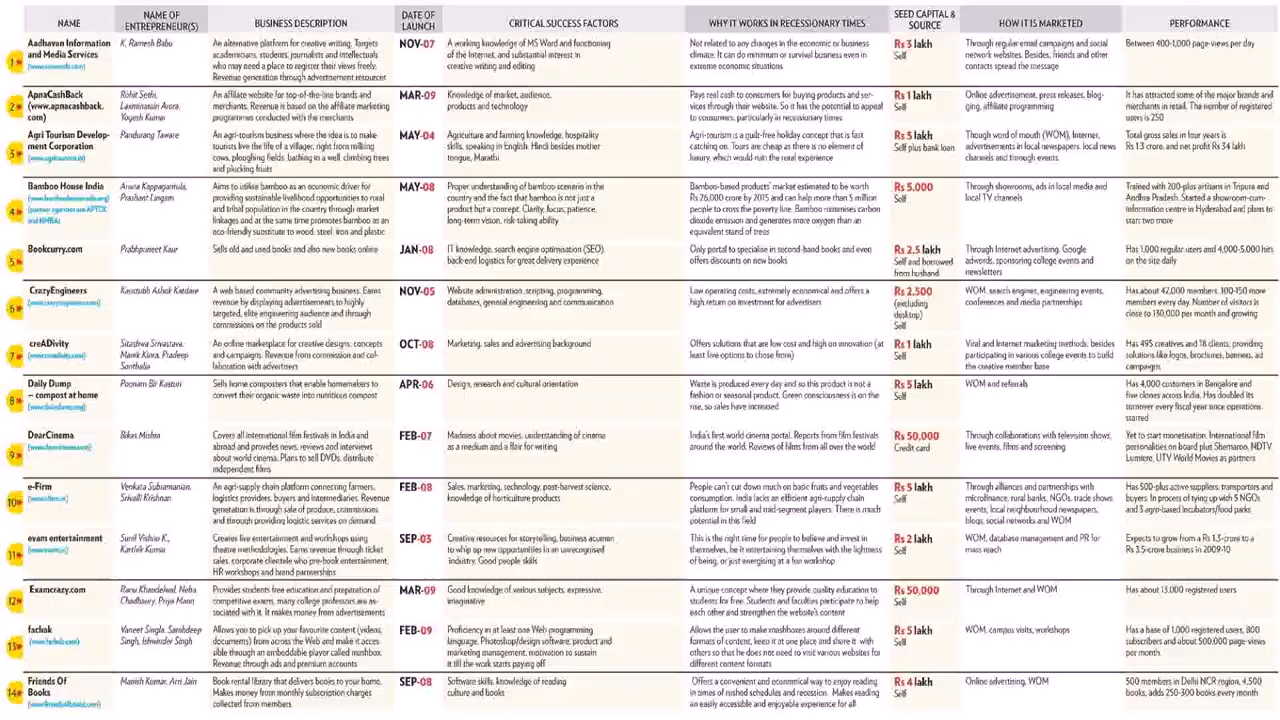 NAME
NAME OF
ENTREPRENEUR(S)
BUSINESS DESCRIPTION
DATE OF
LAUNCH
CRITICAL SUCCESS FACTORS
WHY IT WORKS IN RECESSIONARY TIMES
SEED CAPITAL &
SOURCE
HOW IT IS MARKETED
PERFORMANCE
1
Aadhavan Information
and Media Services
K. Ramesh Babu
An alternative platform for creative writing. Targets
academicians, students, journalists and intellectuals
who may need a place to register their views freely.
Revenue generation through advertisement resources
NOV-07
A working knowledge of MS Word and functioning
of the Internet, and substantial interest in
creative writing and editing
Not related to any changes in the economic or business
climate. It can do minimum or survival business even
in extreme economic situations
Rs 3 lakh
Self
Through regular email campaigns and social
network websites. Besides, friends and other
contacts spread the message
Between 400-1,000 page-views per day
2
ApnaCashBack
(www.apnacashback.
com)
Rohit Sethi,
Laxminarain Arora,
Yogesh Kumar
An affiliate website for top-of-the-line brands and
merchants. Revenue is based on the affiliate marketing
programmes conducted with the merchants
MAR-09
Knowledge of market, audience,
products and technology
Pays real cash to consumers for buying products and ser-
vices through their website. So it has the potential to appeal
to consumers, particularly in recessionary times
Rs 1 lakh
Self
Online advertisement, press releases, blog-
ging, affiliate programming
It has attracted some of the major brands and
merchants in retail. The number of registered
users is 250
3
Agri Tourism Develop-
ment Corporation
Pandurang Taware
An agri-tourism business where the idea is to make
tourists live the life of a villager; right from milking
cows, ploughing fields, bathing in a well, climbing trees
and plucking fruits
MAY-04
Agriculture and farming knowledge, hospitality
skills, speaking in English, Hindi besides mother
tongue, Marathi
Agri-tourism is a guilt-free holiday concept that is fast
catching on. Tours are cheap as there is no element of
luxury, which would ruin the rural experience
Rs 5 lakh
Self plus bank loan
Though word of mouth (WOM), Internet,
advertisements in local newspapers, local news
channels and through events.
Total gross sales in four years is
Rs 1.3 crore, and net profit Rs 34 lakh
4
Bamboo House India
Aruna Kappagantula,
Prashant Lingam
Aims to utilise bamboo as an economic driver for
providing sustainable livelihood opportunities to rural
and tribal population in the country through market
linkages and at the same time promotes bamboo as an
eco-friendly substitute to wood, steel, iron and plastic
MAY-08
Proper understanding of bamboo scenario in the
country and the fact that bamboo is not just a
product but a concept. Clarity, focus, patience,
long-term vision, risk-taking ability
Bamboo-based products' market estimated to be worth
Rs 26,000 crore by 2015 and can help more than 5 million
people to cross the poverty line. Bamboo minimises carbon
dioxide emission and generates more oxygen than an
equivalent stand of trees
Rs 5,000
Self
Through showrooms, ads in local media and
local TV channels
Trained with 200-plus artisans in Tripura and
Andhra Pradesh. Started a showroom-cum-
information centre in Hyderabad and plans to
start two more
5
Bookcurry.com
Prabhpuneet Kaur
Sells old and used books and also new books online
JAN-08
IT knowledge, search engine optimisation (SEO),
back-end logistics for great delivery experience
Only portal to specialise in second-hand books and even
offers discounts on new books
Rs 2.5 lakh
Self and borrowed
from husband
Through Internet advertising, Google
adwords, sponsoring college events and
newsletters
Has 1,000 regular users and 4,000-5,000 hits
on the site daily
6
CrazyEngineers
Kaustubh Ashok Katdare
A web based community advertising business. Earns
revenue by displaying advertisements to highly
targeted, elite engineering audience and through
commissions on the products sold
NOV-05
Website administration, scripting, programming,
databases, general engineering and communication
Low operating costs, extremely economical and offers a
high return on investment for advertisers
Rs 2,500
(excluding
desktop)
Self
WOM, search engines, engineering events,
conferences and media partnerships
Has about 42,000 members. 100-150 more
members every day. Number of visitors is
close to 130,000 per month and growing
7
creADivity
Sitashwa Srivastava,
Manik Kinra, Pradeep
Sonthalia
An online marketplace for creative designs, concepts
and campaigns. Revenue from commission and col-
laboration with advertisers
OCT-08
Marketing, sales and advertising background
Offers solutions that are low cost and high on innovation (at
least five options to chose from)
Rs 1 lakh
Self
Viral and Internet marketing methods, besides
participating in various college events to build
the creative member base
Has 495 creatives and 18 clients, providing
solutions like logos, brochures, banners, ad
campaigns
8
Daily Dump
– compost at home
Poonam Bir Kasturi
Sells home composters that enable homemakers to
convert their organic waste into nutritious compost
APR-06
Design, research and cultural orientation
Waste is produced every day and so this product is not a
fashion or seasonal product. Green consciousness is on the
rise, so sales have increased
Rs 5 lakh
Self
WOM and referrals
Has 4,000 customers in Bangalore and
five clones across India. Has doubled its
turnover every fiscal year since operations
started
9
DearCinema
Bikas Mishra
Covers all international film festivals in India and
abroad and provides news, reviews and interviews
about world cinema. Plans to sell DVDs, distribute
independent films
FEB-07
Madness about movies, understanding of cinema
as a medium and a flair for writing
India's first world cinema portal. Reports from film festivals
around the world. Reviews of films from all over the world
Rs 50,000
Credit card
Through collaborations with television shows,
live events, films and screening
Yet to start monetisation. International film
personalities on board plus Shemaroo, NDTV
Lumiere, UTV World Movies as partners
10
e-Firm
Venkata Subramanian,
Srivalli Krishnan
An agri-supply chain platform connecting farmers,
logistics providers, buyers and intermediaries. Revenue
generation is through sale of produce, commissions
and through providing logistic services on demand
FEB-08
Sales, marketing, technology, post-harvest science,
knowledge of horticulture products
People can't cut down much on basic fruits and vegetables
consumption. India lacks an efficient agri-supply chain
platform for small and mid-segment players. There is much
potential in this field
Rs 5 lakh
Self
Through alliances and partnerships with
microfinance, rural banks, NGOs, trade shows
events, local neighbourhood newspapers,
blogs, social networks and WOM
Has 500-plus active suppliers, transporters and
buyers. In process of tying up with 5 NGOs
and 3 agro-based Incubators/food parks
11
evam entertainment
Sunil Vishnu K.,
Karthik Kumar
Creates live entertainment and workshops using
theatre methodologies. Earns revenue through ticket
sales, corporate clientele who pre-book entertainment,
HR workshops and brand partnerships
SEP-03
Creative resources for storytelling, business acumen
to whip up new opportunities in an unrecognised
'industry. Good people skills
This is the right time for people to believe and invest in
themselves, be it entertaining themselves with the lightness
of being, or just energising at a fun workshop
Rs 2 lakh
Self
WOM, database management and PR for
mass reach
Expects to grow from a Rs 1.3-crore to a
Rs 3.5-crore business in 2009-10
12
Examcrazy.com
Ranu Khandelwal, Neha
Chaudhary, Priya Mann
Provides students free education and preparation of
competitive exams, many college professors are as-
sociated with it. It makes money from advertisements
MAR-09
Good knowledge of various subjects, expressive,
imaginative
A unique concept where they provide quality education to
students for free. Students and faculties participate to help
each other and strengthen the website's content
Rs 50,000
Self
Through Internet and WOM
Has about 13,000 registered users
13
fachak
Vaneet Singla, Saranbdeep
Singh, Ishwinder Singh
Allows you to pick up your favourite content (videos,
documents) from across the Web and make it acces
sible through an embeddable player called mashbox.
Revenue through ads and premium accounts
FEB-09
Proficiency in at least one Web programming
language, Photoshop/design software, product and
marketing management, motivation to sustain
it till the work starts paying off
Allows the user to make mashboxes around different
formats of content, keep it at one place and share it with
others so that he does not need to visit various websites for
different content formats
Rs 5 lakh
Self
WOM, campus visits, workshops
Has a base of 1,000 registered users, 800
subscribers and about 500,000 page-views
per month.
14
Friends Of
Books
Manish Kumar, Arti Jain
Book rental library that delivers books to your home.
Makes money from monthly subscription charges
collected from members
SEP-08
Software skills, knowledge of reading
culture and books
Offers a convenient and economical way to enjoy reading
in times of rushed schedules and recession. Makes reading
an easily accessible and enjoyable experience for all
Rs 4 lakh
Self
Online advertising, WOM
500 members in Delhi NCR region, 4,500
books, adds 250-300 books every month